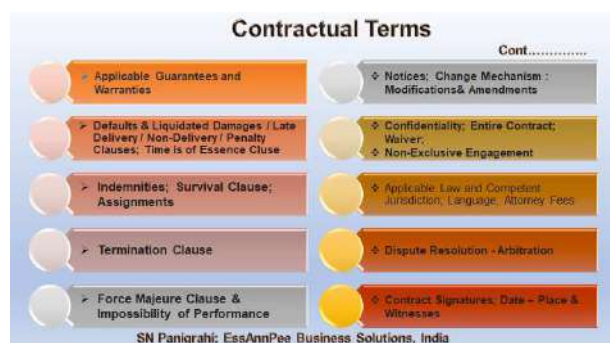 Contractual Terms
Cont.............
➢ Applicable Guarantees and
Warranties
➢ Defaults & Liquidated Damages / Late
Delivery / Non-Delivery / Penalty
Clauses; Time is of Essence Cluse
➢ Indemnities; Survival Clause;
Assignments
➢ Termination Clause
➢ Force Majeure Clause &
Impossibility of Performance
❖ Notices; Change Mechanism :
Modifications& Amendments
❖ Confidentiality; Entire Contract;
Waiver;
❖ Non-Exclusive Engagement
❖ Applicable Law and Competent
Jurisdiction; Language; Attorney Fees
❖ Dispute Resolution - Arbitration
❖ Contract Signatures; Date – Place &
Witnesses
SN Panigrahi; EssAnnPee Business Solutions, India